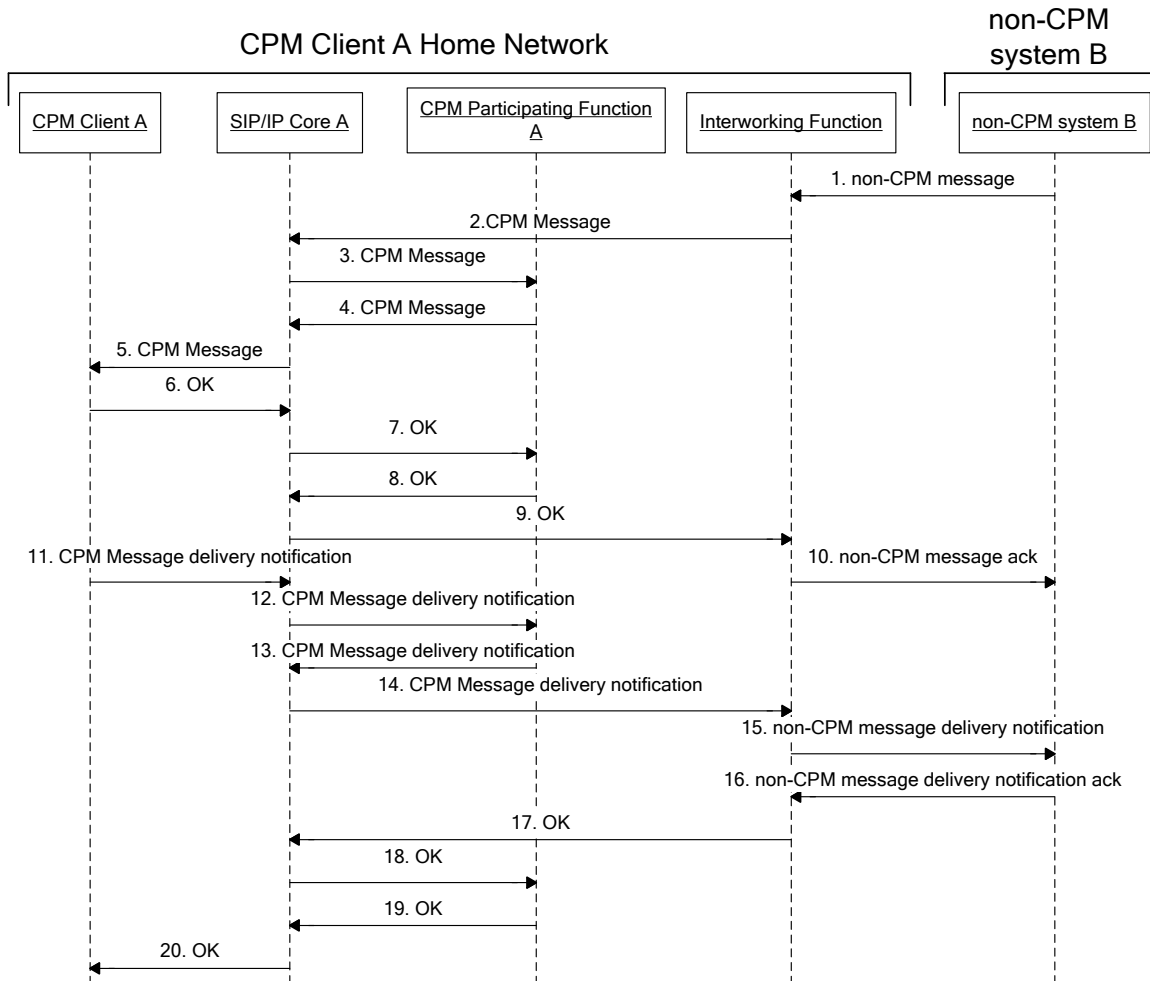 CPM Client A Home Network
non-CPM
system B
CPM Client A
SIP/IP Core A
CPM Participating Function
A
Interworking Function
non-CPM system B
1. non-CPM message
2.CPM Message
3. CPM Message
4. CPM Message
5. CPM Message
6. OK
7. OK
8. OK
9. OK
11. CPM Message delivery notification
10. non-CPM message ack
12. CPM Message delivery notification
13. CPM Message delivery notification
14. CPM Message delivery notification
15. non-CPM message delivery notification
16. non-CPM message delivery notification ack
17. OK
18. OK
19. OK
20. OK